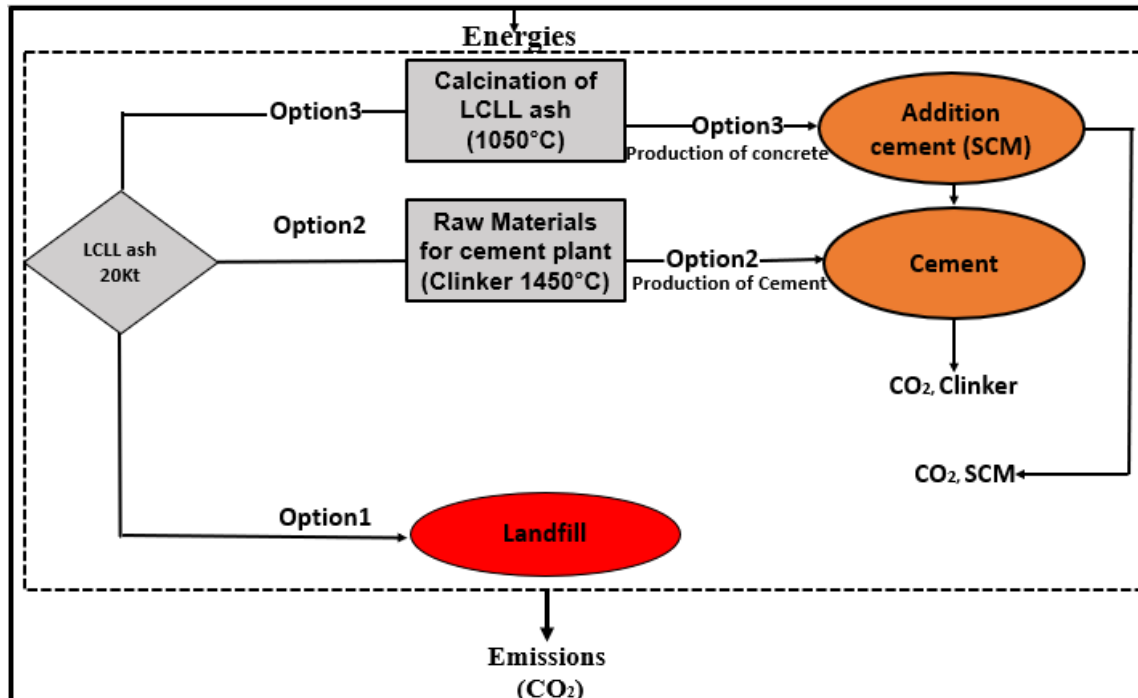 Energies
Calcination of
LCLL ash
(1050°C)
Option3
Option3
Production of concrete
Addition
cement (SCM)
LCLL ash
20Kt
Option2
Raw Materials
for cement plant
(Clinker 1450°C)
Option2
Production of Cement
Cement
CO₂, Clinker
CO₂, SCM
Option1
Landfill
Emissions
(CO₂)